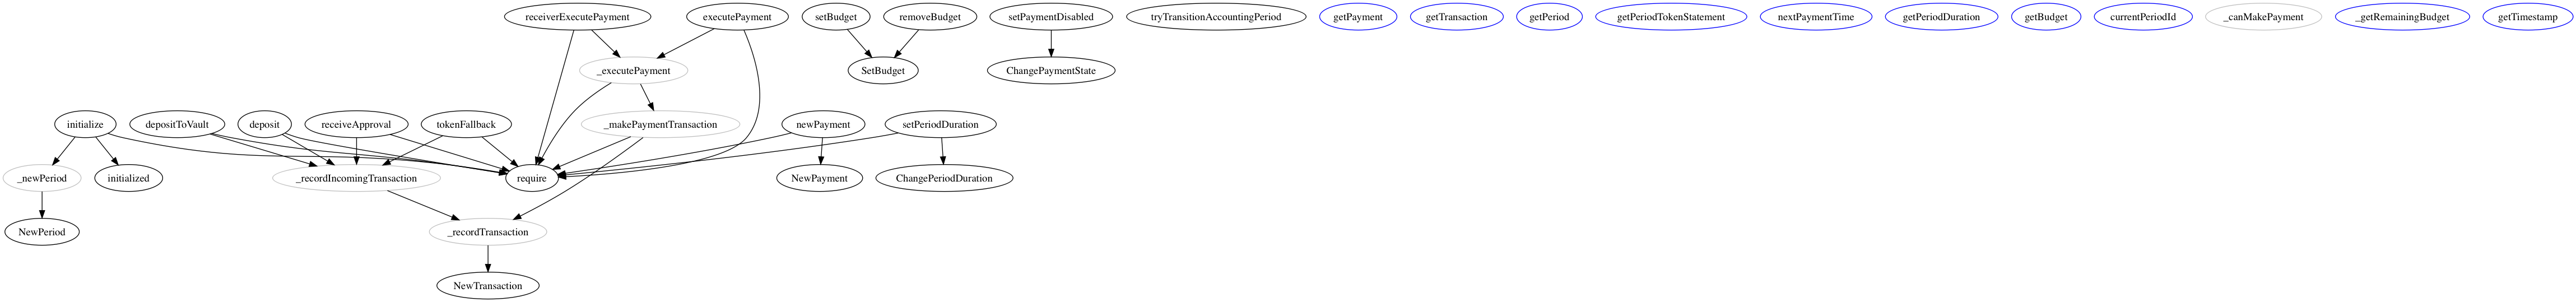 receiverExecutePayment
executePayment
setBudget
removeBudget
setPaymentDisabled
tryTransitionAccountingPeriod
getPayment
getTransaction
getPeriod
getPeriodTokenStatement
nextPaymentTime
getPeriodDuration
getBudget
currentPeriodId
_canMakePayment
_getRemainingBudget
getTimestamp
_executePayment
SetBudget
ChangePaymentState
initialize
depositToVault
deposit
receiveApproval
tokenFallback
_makePaymentTransaction
newPayment
setPeriodDuration
_newPeriod
initialized
_recordIncomingTransaction
require
NewPayment
ChangePeriodDuration
NewPeriod
_recordTransaction
NewTransaction